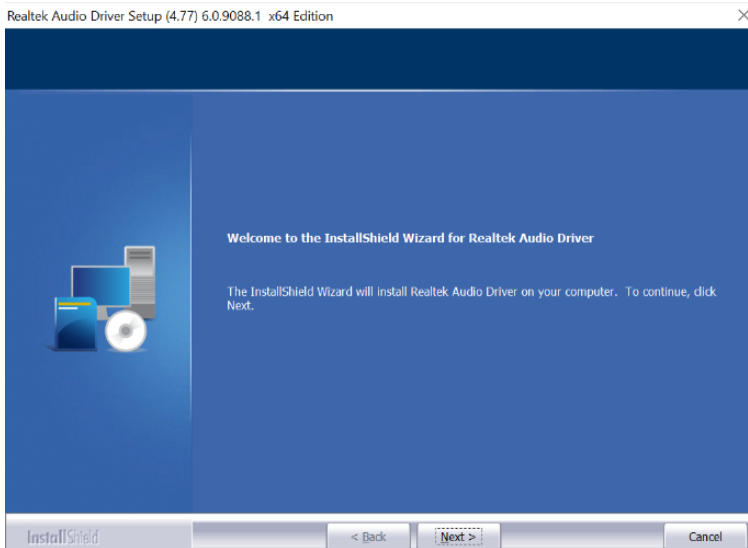 Realtek Audio Driver Setup (4.77) 6.0.9088.1 x64 Edition
Welcome to the InstallShield Wizard for Realtek Audio Driver
The InstallShield Wizard will install Realtek Audio Driver on your computer. To continue, click
Next.
InstallShield
< Back
Next >
Cancel